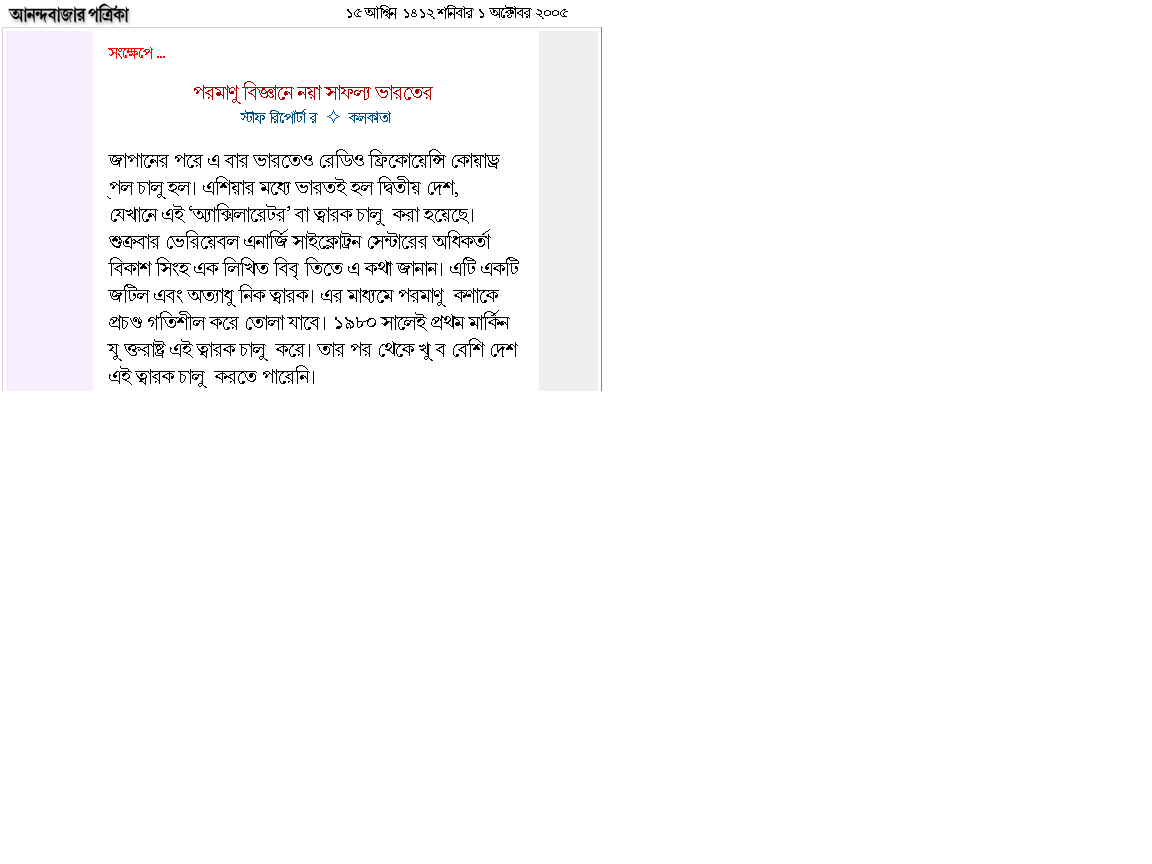 আনন্দবাজার পত্রিকা
১৫ আশ্বিন ১৪১২ শনিবার ১ অক্টোবর ২০০৫
সংক্ষেপে ...
পরমাণু বিজ্ঞানে নয়া সাফল্য ভারতের
স্টাফ রিপোর্টার ✧ কলকাতা
জাপানের পরে এ বার ভারতেও রেডিও ফ্রিকোয়েন্সি কোয়াড্রু
পল চালু হল। এশিয়ার মধ্যে ভারতই হল দ্বিতীয় দেশ,
যেখানে এই ‘অ্যাক্সিলারেটর’ বা ত্বারক চালু করা হয়েছে।
শুক্রবার ভেরিয়েবল এনার্জি সাইক্লোট্রন সেন্টারের অধিকর্তা
বিকাশ সিংহ এক লিখিত বিবৃতিতে এ কথা জানান। এটি একটি
জটিল এবং অত্যাধুনিক ত্বারক। এর মাধ্যমে পরমাণু কণাকে
প্রচণ্ড গতিশীল করে তোলা যাবে। ১৯৮০ সালেই প্রথম মার্কিন
যুক্তরাষ্ট্র এই ত্বারক চালু করে। তার পর থেকে খুব বেশি দেশ
এই ত্বারক চালু করতে পারেনি।